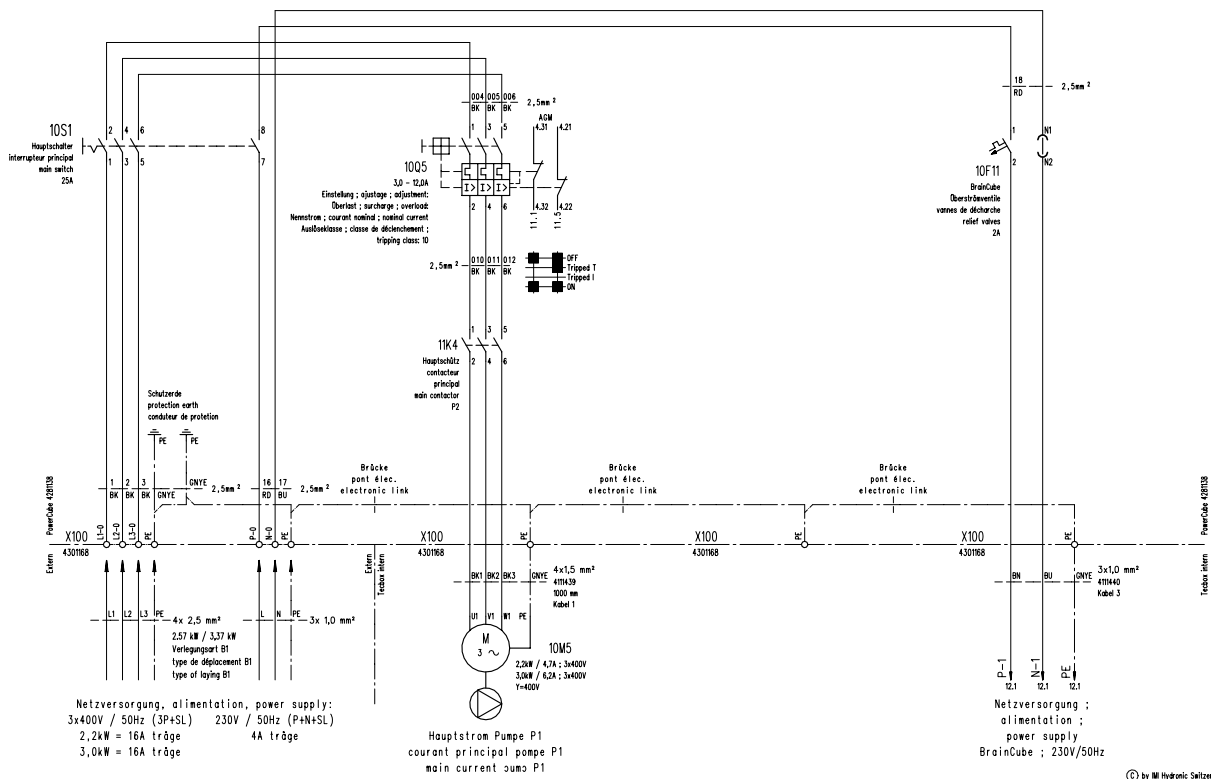 18
RD
2,5mm²
004 005 006
BK BK BK
2,5mm²
AGM
4.31 4.21
10S1
Hauptschalter
interrupteur principal
main switch
25A
2 4 6
1 3 5
8
7
1 3 5
10Q5
3,0 - 12,0A
Einstellung ; ajustage ; adjustment:
Überlast ; surcharge ; overload:
Nennstrom ; courant nominal ; nominal current
Auslöseklasse ; classe de déclenchement ;
tripping class: 10
I> I> I>
2 4 6
4.32 4.22
11.1 11.5
1
2
N1
N2
10F11
BrainCube
Überströmventile
vannes de décharche
relief valves
2A
2,5mm²
010 011 012
BK BK BK
OFF
Tripped T
Tripped I
ON
1 3 5
2 4 6
11K4
Hauptschütz
contacteur
principal
main contactor
P2
Schutzerde
protection earth
conduteur de protetion
PE PE
1 2 3
BK BK BK GNYE
GNYE
2,5mm²
16 17
RD BU
2,5mm²
Brücke
pont élec.
electronic link
Brücke
pont élec.
electronic link
Brücke
pont élec.
electronic link
PowerCube 4281138
Extern
X100
4301168
L1-0 L2-0 L3-0 PE
P-0 N-0 PE
Extern
Tecbox intern
X100
4301168
PE
X100
4301168
PE
X100
4301168
PE
PowerCube 4281138
Tecbox intern
L1 L2 L3 PE
4x 2,5 mm²
2,57 kW / 3,37 kW
Verlegungsart B1
type de déplacement B1
type of laying B1
L N PE
3x 1,0 mm²
BK1 BK2 BK3 GNYE
4x1,5 mm²
4111439
1000 mm
Kabel 1
U1 V1 W1 PE
M
3 ~
10M5
2,2kW / 4,7A ; 3x400V
3,0kW / 6,2A ; 3x400V
Y=400V
BN BU GNYE
3x1,0 mm²
4111440
Kabel 3
P-1 N-1 PE
12.1 12.1 12.1
Netzversorgung, alimentation, power supply:
3x400V / 50Hz (3P+SL) 230V / 50Hz (P+N+SL)
2,2kW = 16A träge 4A träge
3,0kW = 16A träge
Hauptstrom Pumpe P1
courant principal pompe P1
main current pump P1
Netzversorgung ;
alimentation ;
power supply
BrainCube ; 230V/50Hz
© by IMI Hydronic Switzer